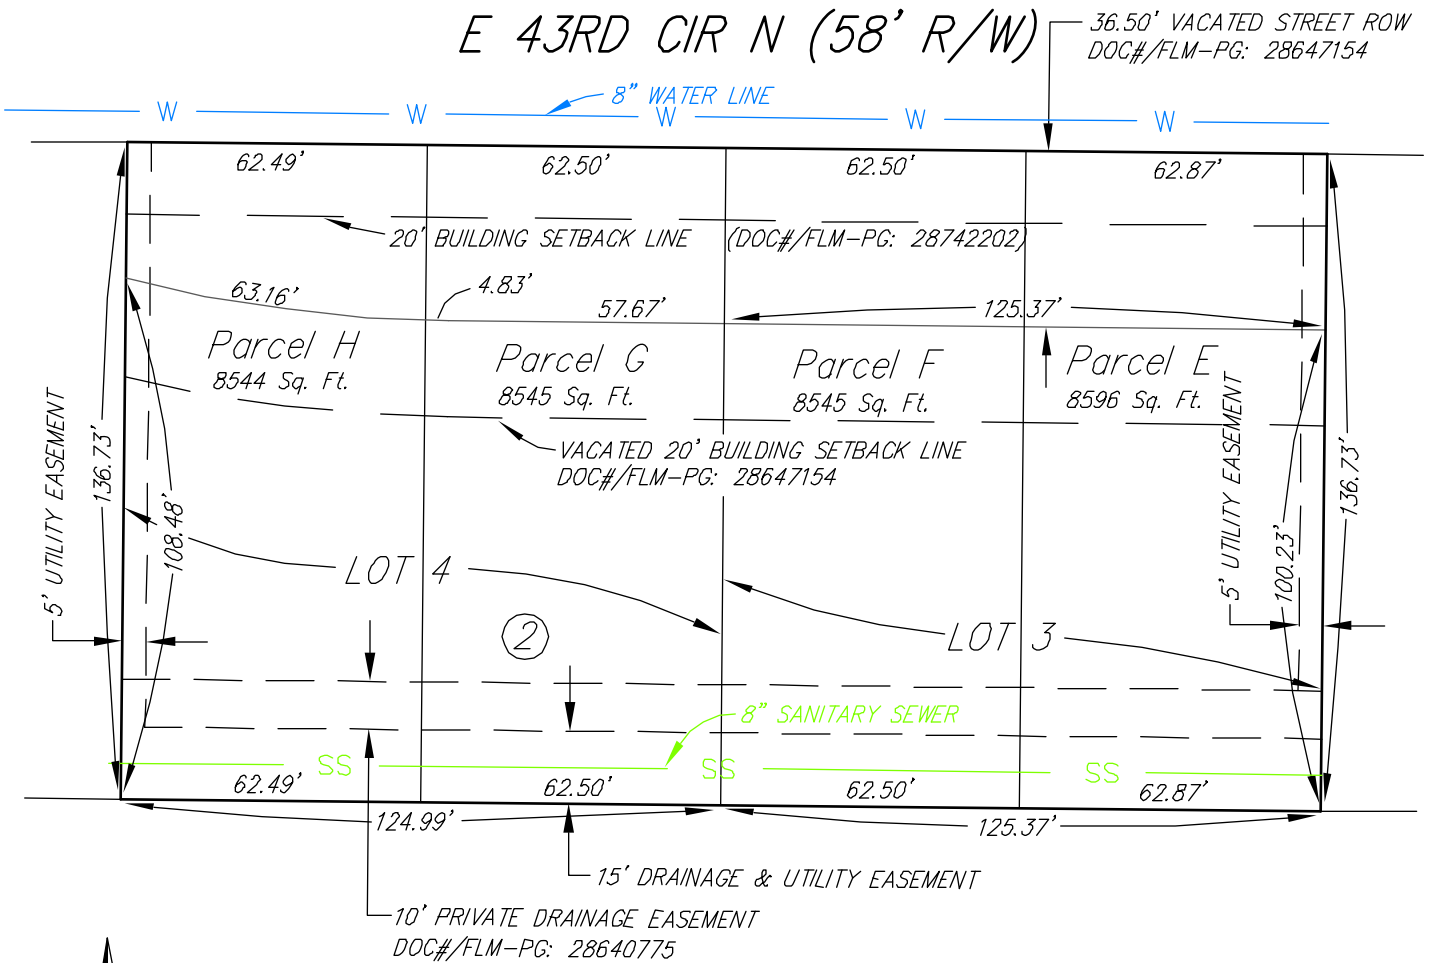 E 43RD CIR N (58' R/W)
36.50' VACATED STREET ROW
DOC#/FLM-PG: 28647154
8" WATER LINE
W W W W W
62.49' 62.50' 62.50' 62.87'
20' BUILDING SETBACK LINE (DOC#/FLM-PG: 28742202)
63.16' 4.83' 57.67' 125.37'
Parcel H
8544 Sq. Ft.
Parcel G
8545 Sq. Ft.
Parcel F
8545 Sq. Ft.
Parcel E
8596 Sq. Ft.
VACATED 20' BUILDING SETBACK LINE
DOC#/FLM-PG: 28647154
5' UTILITY EASEMENT
136.73'
108.48'
5' UTILITY EASEMENT
100.23'
136.73'
LOT 4
2
LOT 3
8" SANITARY SEWER
SS SS SS
62.49' 62.50' 62.50' 62.87'
124.99' 125.37'
15' DRAINAGE & UTILITY EASEMENT
10' PRIVATE DRAINAGE EASEMENT
DOC#/FLM-PG: 28640775